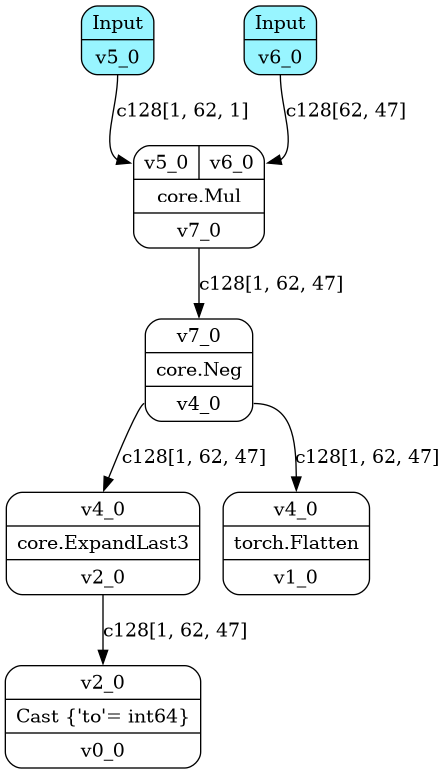 Input
v5_0
Input
v6_0
c128[1, 62, 1]
c128[62, 47]
v5_0 v6_0
core.Mul
v7_0
c128[1, 62, 47]
v7_0
core.Neg
v4_0
c128[1, 62, 47]
c128[1, 62, 47]
v4_0
core.ExpandLast3
v2_0
v4_0
torch.Flatten
v1_0
c128[1, 62, 47]
v2_0
Cast {'to'= int64}
v0_0